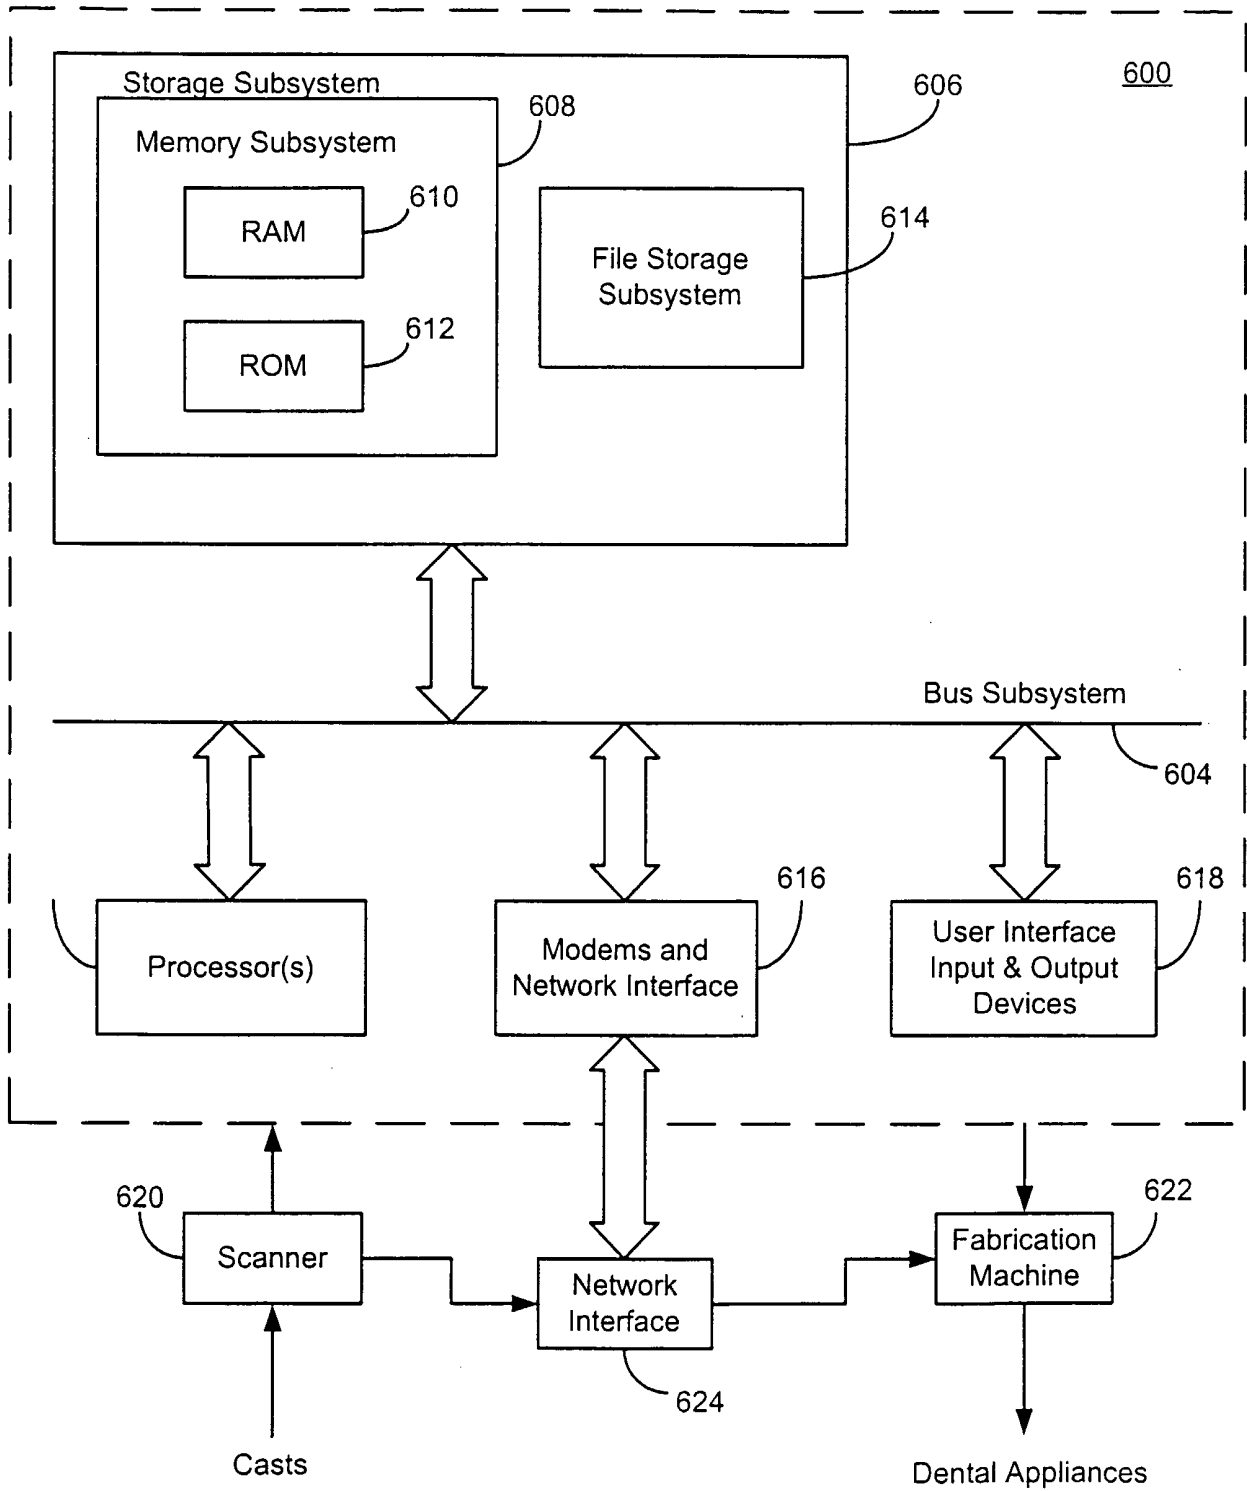 600
Storage Subsystem
606
608
Memory Subsystem
610
RAM
614
File Storage
Subsystem
612
ROM
Bus Subsystem
604
616
618
Processor(s)
Modems and
Network Interface
User Interface
Input & Output
Devices
620
Scanner
622
Fabrication
Machine
Network
Interface
624
Casts
Dental Appliances